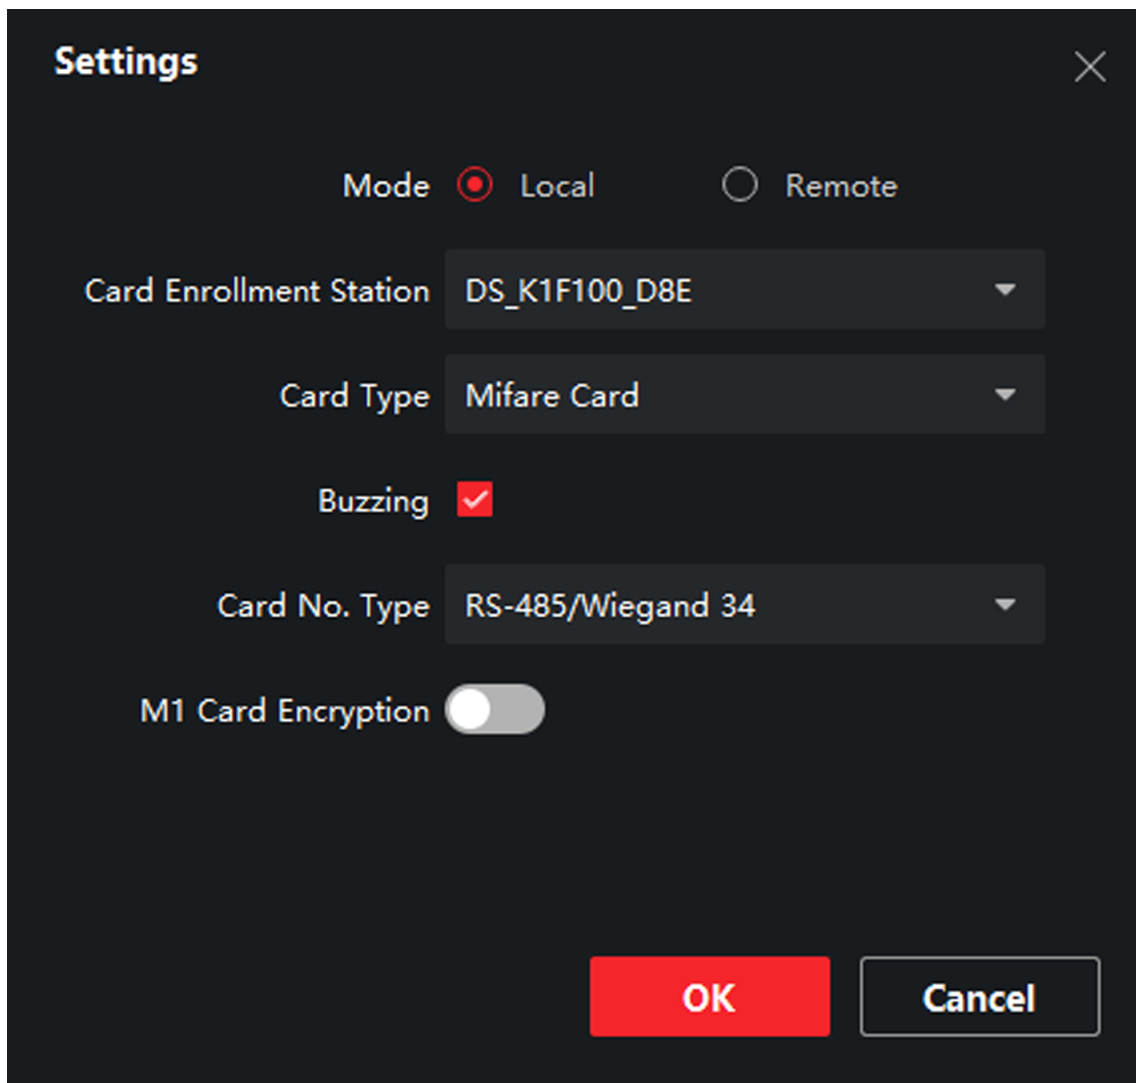 Settings
Mode Local Remote
Card Enrollment Station DS_K1F100_D8E
Card Type Mifare Card
Buzzing
Card No. Type RS-485/Wiegand 34
M1 Card Encryption
OK Cancel